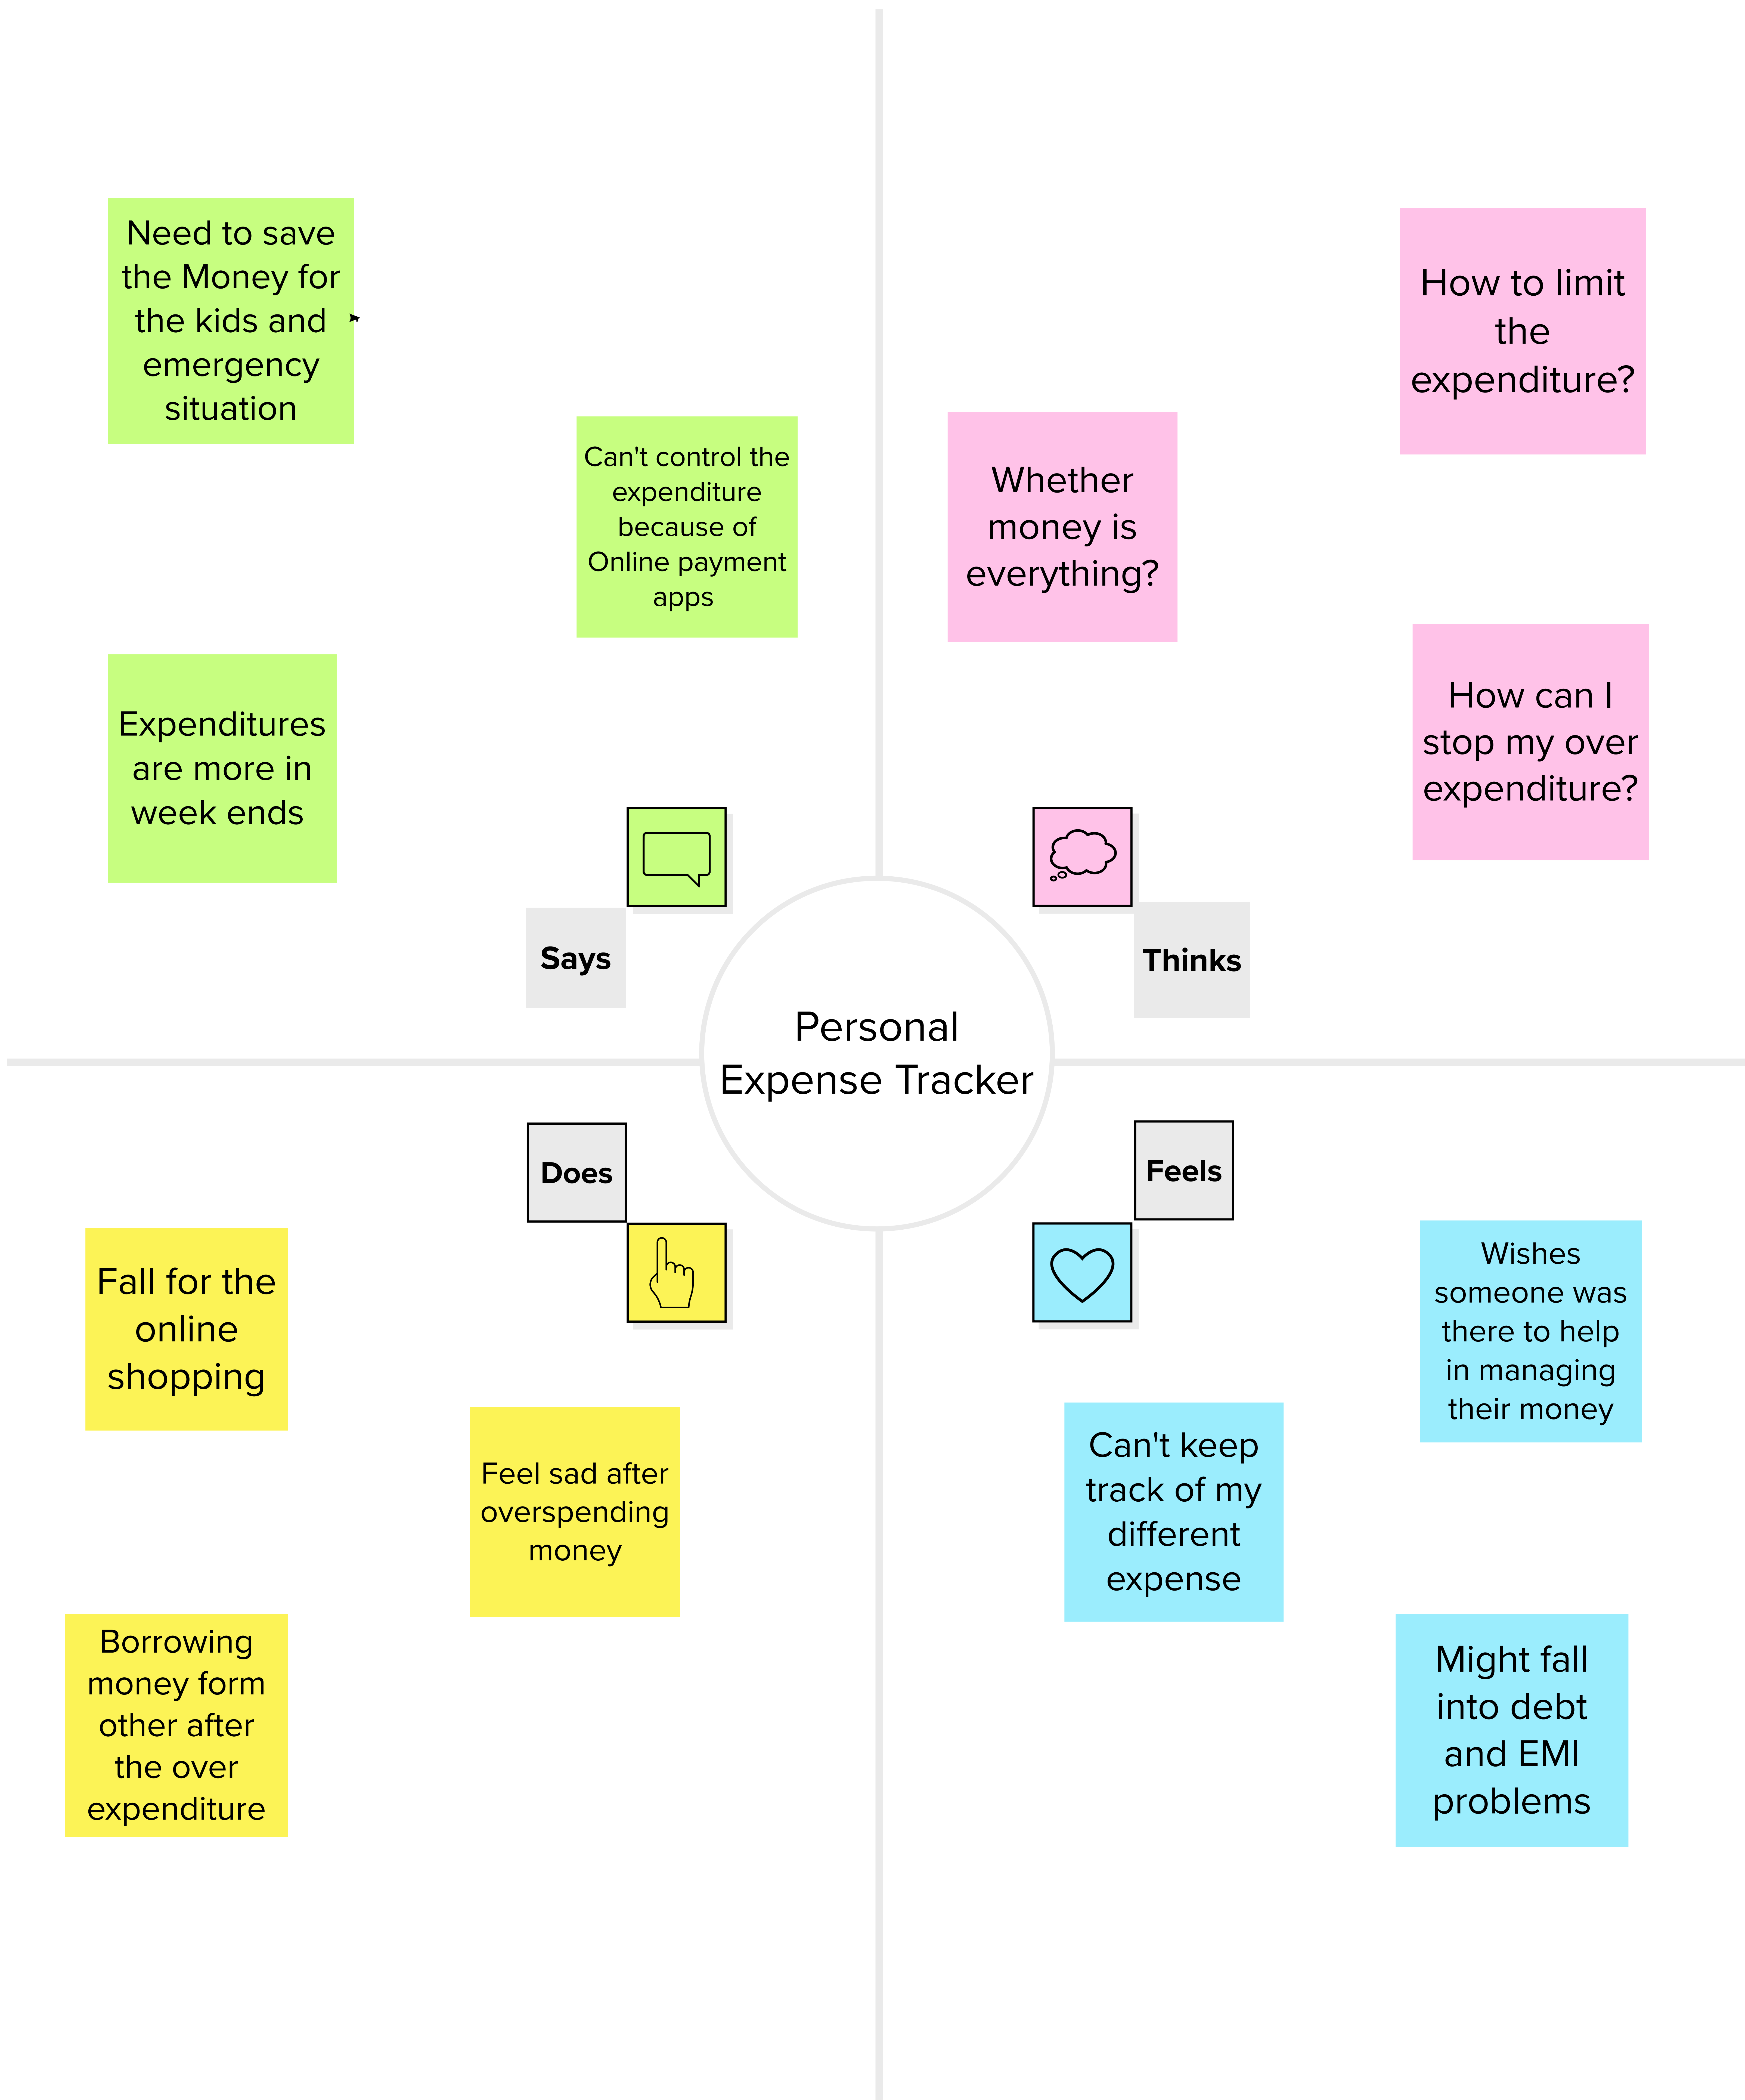 Need to save
the Money for
the kids and
emergency
situation
Can't control the
expenditure
because of
Online payment
apps
Expenditures
are more in
week ends
Says
How to limit
the
expenditure?
Whether
money is
everything?
How can I
stop my over
expenditure?
Thinks
Personal
Expense Tracker
Does
Fall for the
online
shopping
Feel sad after
overspending
money
Borrowing
money form
other after
the over
expenditure
Feels
Wishes
someone was
there to help
in managing
their money
Can't keep
track of my
different
expense
Might fall
into debt
and EMI
problems